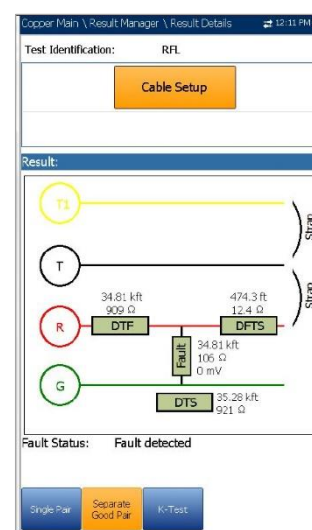 Copper Main \ Result Manager \ Result Details 12:11 PM
Test Identification: RFL
Cable Setup
Result:
T1
Strap
T
Strap
34.81 kft
909 Ω
474.3 ft
12.4 Ω
R DTF DFTS
Fault
34.81 kft
106 Ω
0 mV
G
DTS
35.28 kft
921 Ω
Fault Status: Fault detected
Single Pair
Separate Good Pair
K-Test